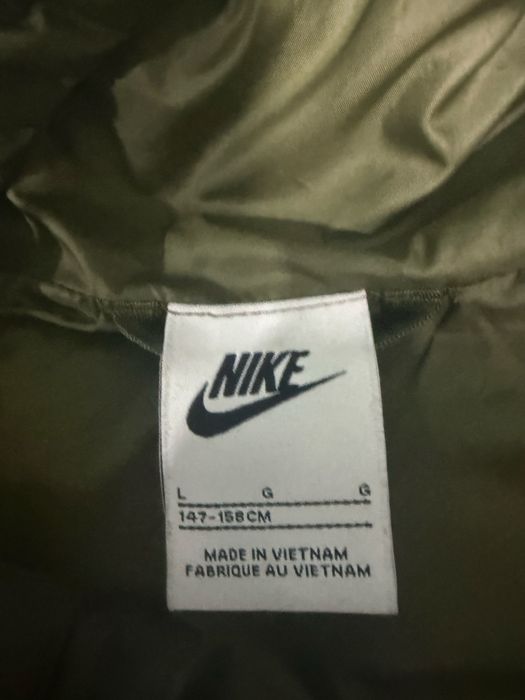 NIKE
L G G
147-158CM
MADE IN VIETNAM
FABRIQUE AU VIETNAM